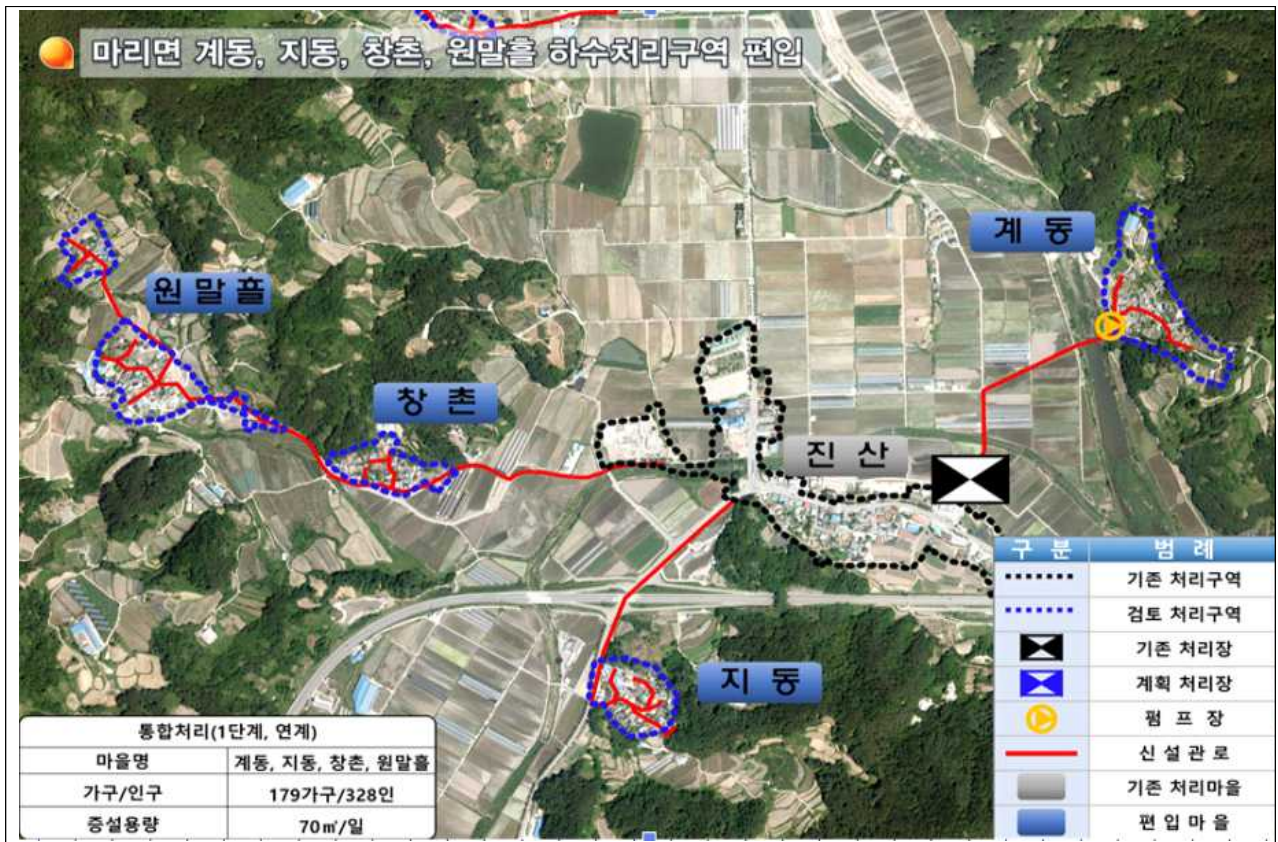 마리면 계동, 지동, 창촌, 원말흘 하수처리구역 편입
계 동
원 말 흘
창 촌
진 산
지 동
구 분 범 례
기존 처리구역
검토 처리구역
기존 처리장
계획 처리장
펌 프 장
신 설 관 로
기존 처리마을
편 입 마 을
통합처리(1단계, 연계)
마을명 계동, 지동, 창촌, 원말흘
가구/인구 179가구/328인
증설용량 70㎥/일